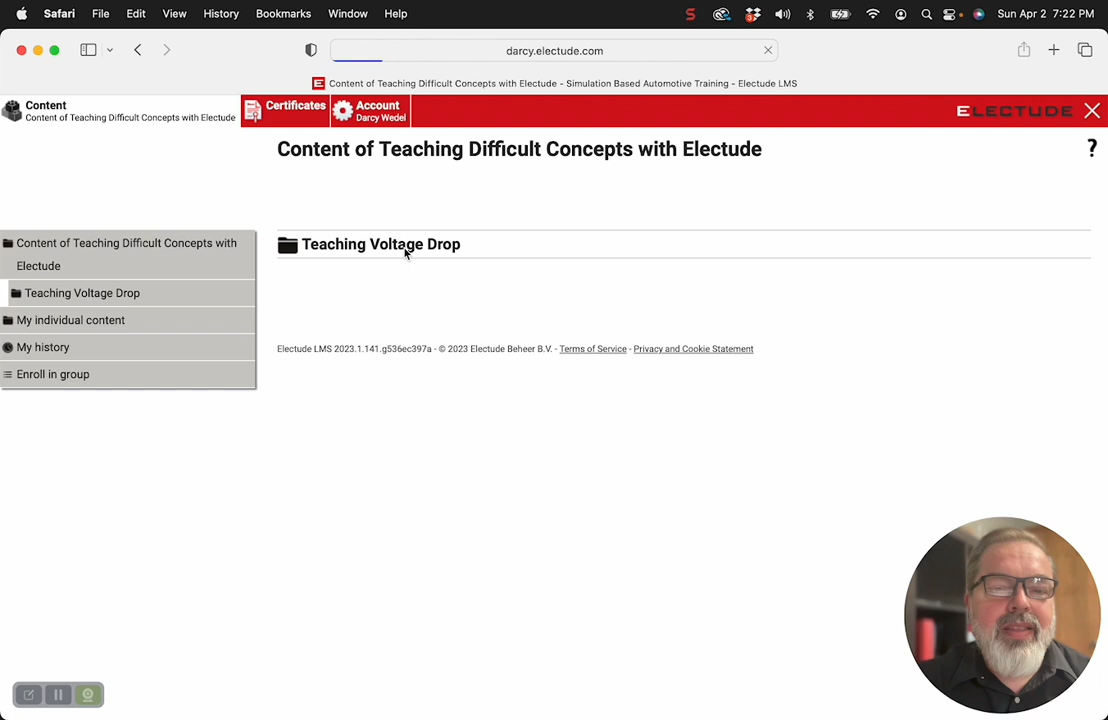 Safari File Edit View History Bookmarks Window Help S 3 Sun Apr 2 7:22 PM
darcy.electude.com
E Content of Teaching Difficult Concepts with Electude - Simulation Based Automotive Training - Electude LMS
Content
Content of Teaching Difficult Concepts with Electude
Certificates
Account
Darcy Wedel
ELECTUDE
Content of Teaching Difficult Concepts with Electude ?
Content of Teaching Difficult Concepts with
Electude
Teaching Voltage Drop
My individual content
My history
Enroll in group
Teaching Voltage Drop
Electude LMS 2023.1.141.g536ec397a - © 2023 Electude Beheer B.V. - Terms of Service - Privacy and Cookie Statement